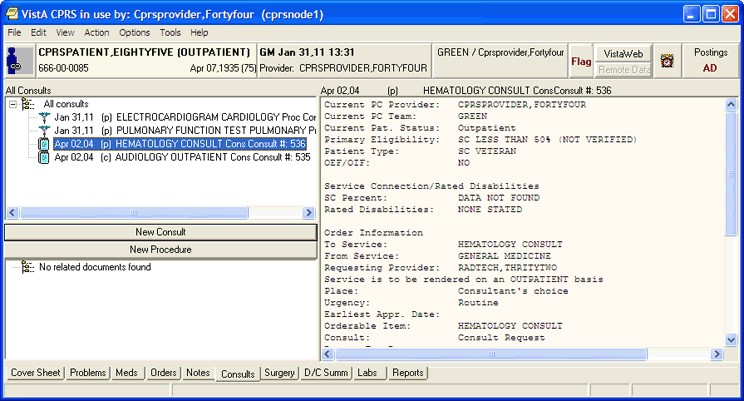 VistA CPRS in use by: Cprsprovider,Fortyfour (cprsnode1)
File Edit View Action Options Tools Help
CPRSPATIENT,EIGHTYFIVE (OUTPATIENT)
666-00-0085 Apr 07,1935 (75)
GM Jan 31,11 13:31
Provider: CPRSPROVIDER,FORTYFOUR
GREEN / Cprsprovider,Fortyfour
Flag
VistaWeb
Remote Data
Postings
AD
All Consults
All consults
Jan 31,11 (p) ELECTROCARDIOGRAM CARDIOLOGY Proc Con
Jan 31,11 (p) PULMONARY FUNCTION TEST PULMONARY P
Apr 02,04 (p) HEMATOLOGY CONSULT Cons Consult #: 536
Apr 02,04 (c) AUDIOLOGY OUTPATIENT Cons Consult #: 535
New Consult
New Procedure
No related documents found
Apr 02,04 (p) HEMATOLOGY CONSULT ConsConsult #: 536
Current PC Provider: CPRSPROVIDER,FORTYFOUR
Current PC Team: GREEN
Current Pat. Status: Outpatient
Primary Eligibility: SC LESS THAN 50% (NOT VERIFIED)
Patient Type: SC VETERAN
OEF/OIF: NO
Service Connection/Rated Disabilities
SC Percent: DATA NOT FOUND
Rated Disabilities: NONE STATED
Order Information
To Service: HEMATOLOGY CONSULT
From Service: GENERAL MEDICINE
Requesting Provider: RADTECH,THRITYTWO
Service is to be rendered on an OUTPATIENT basis
Place: Consultant's choice
Urgency: Routine
Earliest Appr. Date:
Orderable Item: HEMATOLOGY CONSULT
Consult: Consult Request
Cover Sheet Problems Meds Orders Notes Consults Surgery D/C Summ Labs Reports